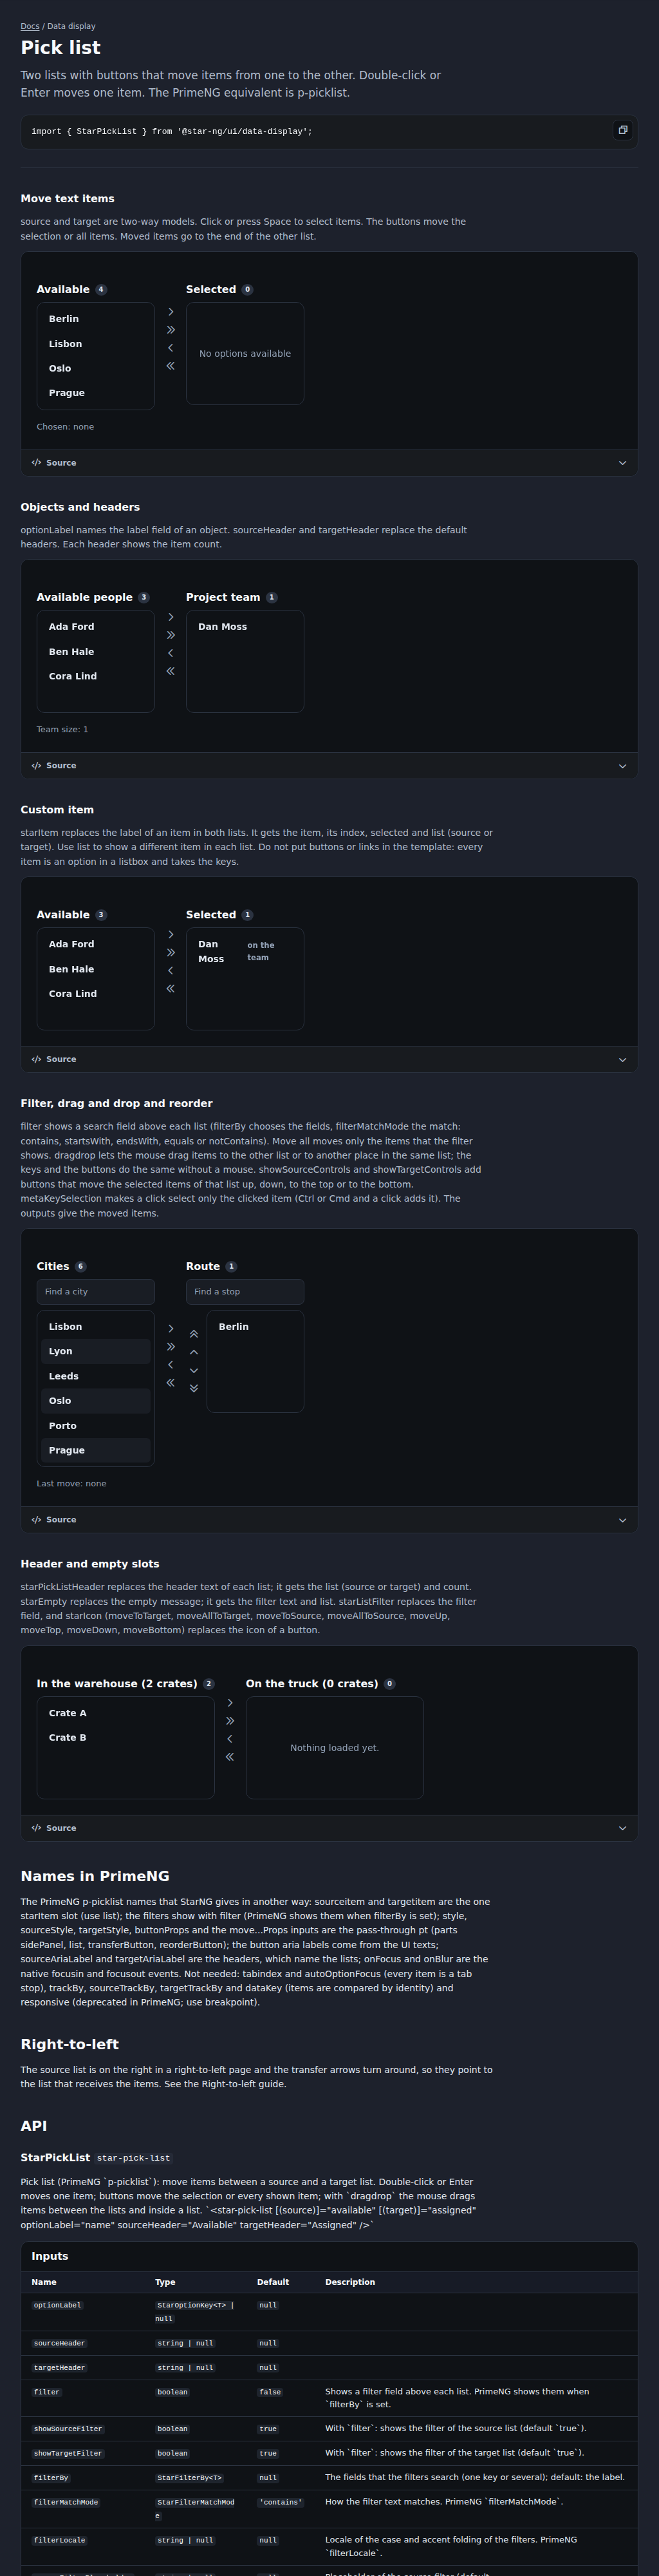 Docs / Data display
Pick list
Two lists with buttons that move items from one to the other. Double-click or
Enter moves one item. The PrimeNG equivalent is p-picklist.
import { StarPickList } from '@star-ng/ui/data-display';
Move text items
source and target are two-way models. Click or press Space to select items. The buttons move the
selection or all items. Moved items go to the end of the other list.
Available 4
Selected 0
Berlin
Lisbon
Oslo
Prague
No options available
Chosen: none
Source
Objects and headers
optionLabel names the label field of an object. sourceHeader and targetHeader replace the default
headers. Each header shows the item count.
Available people 3
Project team 1
Ada Ford
Ben Hale
Cora Lind
Dan Moss
Team size: 1
Source
Custom item
starItem replaces the label of an item in both lists. It gets the item, its index, selected and list (source or
target). Use list to show a different item in each list. Do not put buttons or links in the template: every
item is an option in a listbox and takes the keys.
Available 3
Selected 1
Ada Ford
Ben Hale
Cora Lind
Dan
Moss
on the
team
Source
Filter, drag and drop and reorder
filter shows a search field above each list (filterBy chooses the fields, filterMatchMode the match:
contains, startsWith, endsWith, equals or notContains). Move all moves only the items that the filter
shows. dragdrop lets the mouse drag items to the other list or to another place in the same list; the
keys and the buttons do the same without a mouse. showSourceControls and showTargetControls add
buttons that move the selected items of that list up, down, to the top or to the bottom.
metaKeySelection makes a click select only the clicked item (Ctrl or Cmd and a click adds it). The
outputs give the moved items.
Cities 6
Route 1
Find a city
Find a stop
Lisbon
Lyon
Leeds
Oslo
Porto
Prague
Berlin
Last move: none
Source
Header and empty slots
starPickListHeader replaces the header text of each list; it gets the list (source or target) and count.
starEmpty replaces the empty message; it gets the filter text and list. starListFilter replaces the filter
field, and starIcon (moveToTarget, moveAllToTarget, moveToSource, moveAllToSource, moveUp,
moveTop, moveDown, moveBottom) replaces the icon of a button.
In the warehouse (2 crates) 2
On the truck (0 crates) 0
Crate A
Crate B
Nothing loaded yet.
Source
Names in PrimeNG
The PrimeNG p-picklist names that StarNG gives in another way: sourceitem and targetitem are the one
starItem slot (use list); the filters show with filter (PrimeNG shows them when filterBy is set); style,
sourceStyle, targetStyle, buttonProps and the move...Props inputs are the pass-through pt (parts
sidePanel, list, transferButton, reorderButton); the button aria labels come from the UI texts;
sourceAriaLabel and targetAriaLabel are the headers, which name the lists; onFocus and onBlur are the
native focusin and focusout events. Not needed: tabindex and autoOptionFocus (every item is a tab
stop), trackBy, sourceTrackBy, targetTrackBy and dataKey (items are compared by identity) and
responsive (deprecated in PrimeNG; use breakpoint).
Right-to-left
The source list is on the right in a right-to-left page and the transfer arrows turn around, so they point to
the list that receives the items. See the Right-to-left guide.
API
StarPickList star-pick-list
Pick list (PrimeNG `p-picklist`): move items between a source and a target list. Double-click or Enter
moves one item; buttons move the selection or every shown item; with `dragdrop` the mouse drags
items between the lists and inside a list. `<star-pick-list [(source)]="available" [(target)]="assigned"
optionLabel="name" sourceHeader="Available" targetHeader="Assigned" />`
Inputs
Name Type Default Description
optionLabel StarOptionKey<T> | null null
sourceHeader string | null null
targetHeader string | null null
filter boolean false Shows a filter field above each list. PrimeNG shows them when
`filterBy` is set.
showSourceFilter boolean true With `filter`: shows the filter of the source list (default `true`).
showTargetFilter boolean true With `filter`: shows the filter of the target list (default `true`).
filterBy StarFilterBy<T> null The fields that the filters search (one key or several); default: the label.
filterMatchMode StarFilterMatchMode 'contains' How the filter text matches. PrimeNG `filterMatchMode`.
filterLocale string | null null Locale of the case and accent folding of the filters. PrimeNG
`filterLocale`.